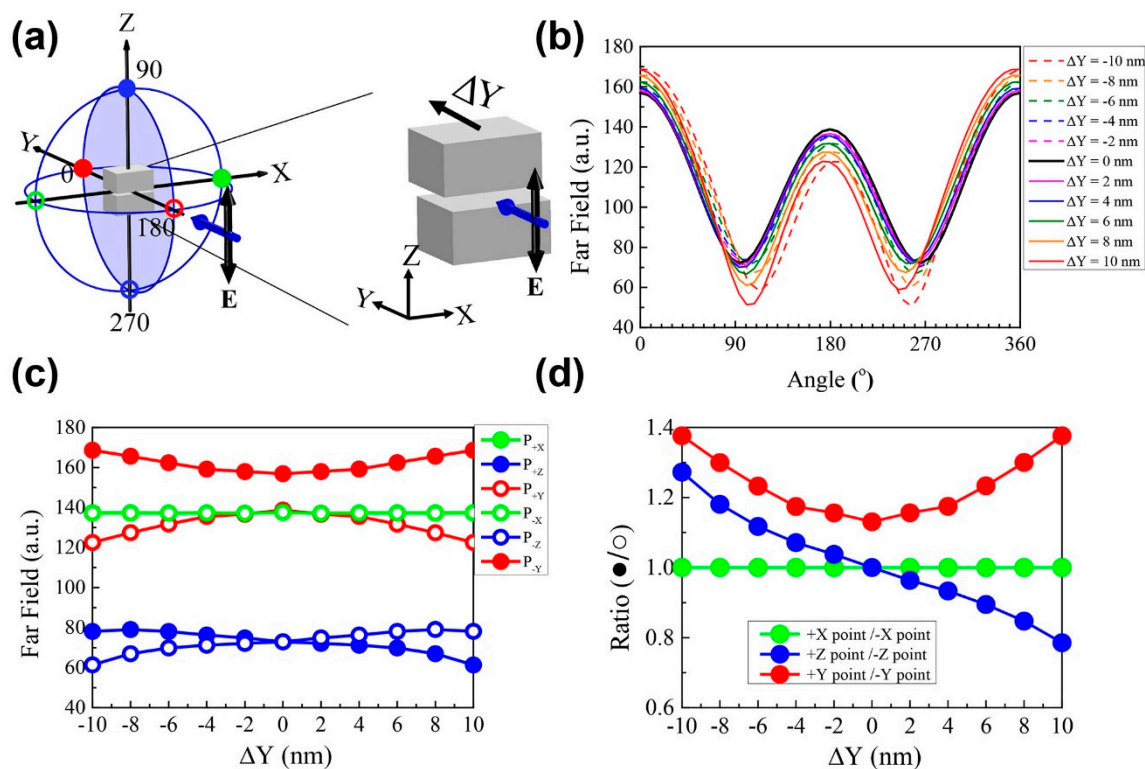 (a)
Z
90
Y
0
X
180
E
270
ΔY
Z
Y
X
E
(b)
Far Field (a.u.)
180
160
140
120
100
80
60
40
0
90
180
270
360
Angle (°)
ΔY = -10 nm
ΔY = -8 nm
ΔY = -6 nm
ΔY = -4 nm
ΔY = -2 nm
ΔY = 0 nm
ΔY = 2 nm
ΔY = 4 nm
ΔY = 6 nm
ΔY = 8 nm
ΔY = 10 nm
(c)
Far Field (a.u.)
180
160
140
120
100
80
60
40
-10
-8
-6
-4
-2
0
2
4
6
8
10
ΔY (nm)
P+X
P+Z
P+Y
P-X
P-Z
P-Y
(d)
Ratio (●/○)
1.4
1.2
1.0
0.8
0.6
+X point /-X point
+Z point /-Z point
+Y point /-Y point
-10
-8
-6
-4
-2
0
2
4
6
8
10
ΔY (nm)